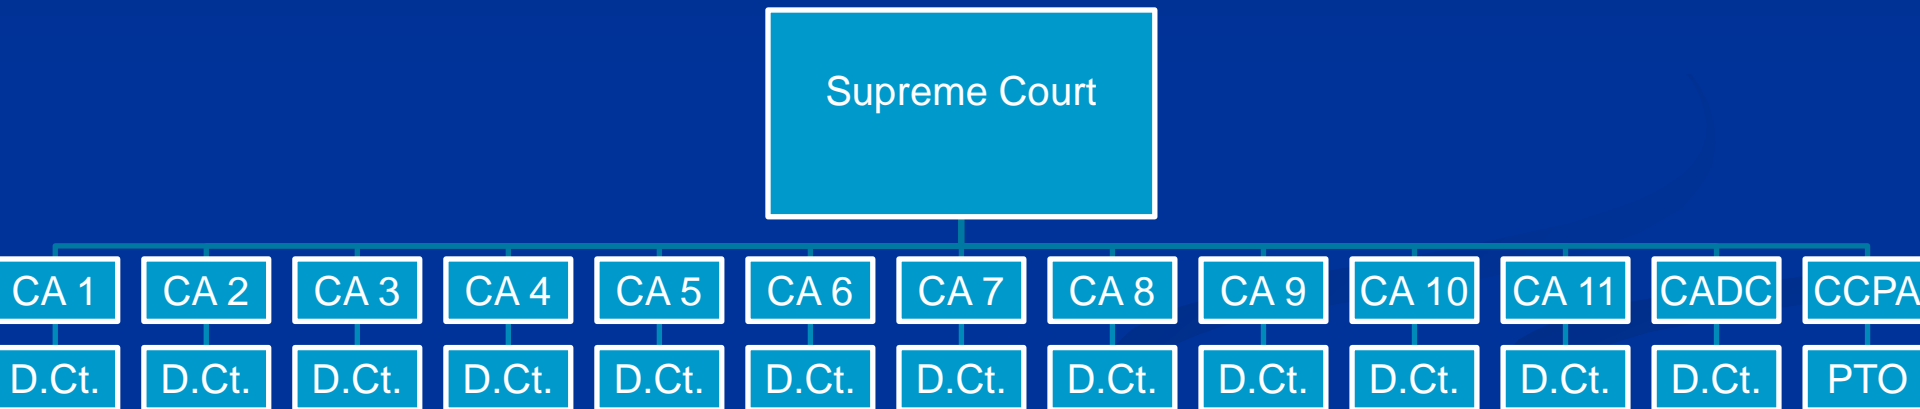 Supreme Court
CA 1 CA 2 CA 3 CA 4 CA 5 CA 6 CA 7 CA 8 CA 9 CA 10 CA 11 CADC CCPA
D.Ct. D.Ct. D.Ct. D.Ct. D.Ct. D.Ct. D.Ct. D.Ct. D.Ct. D.Ct. D.Ct. D.Ct. PTO